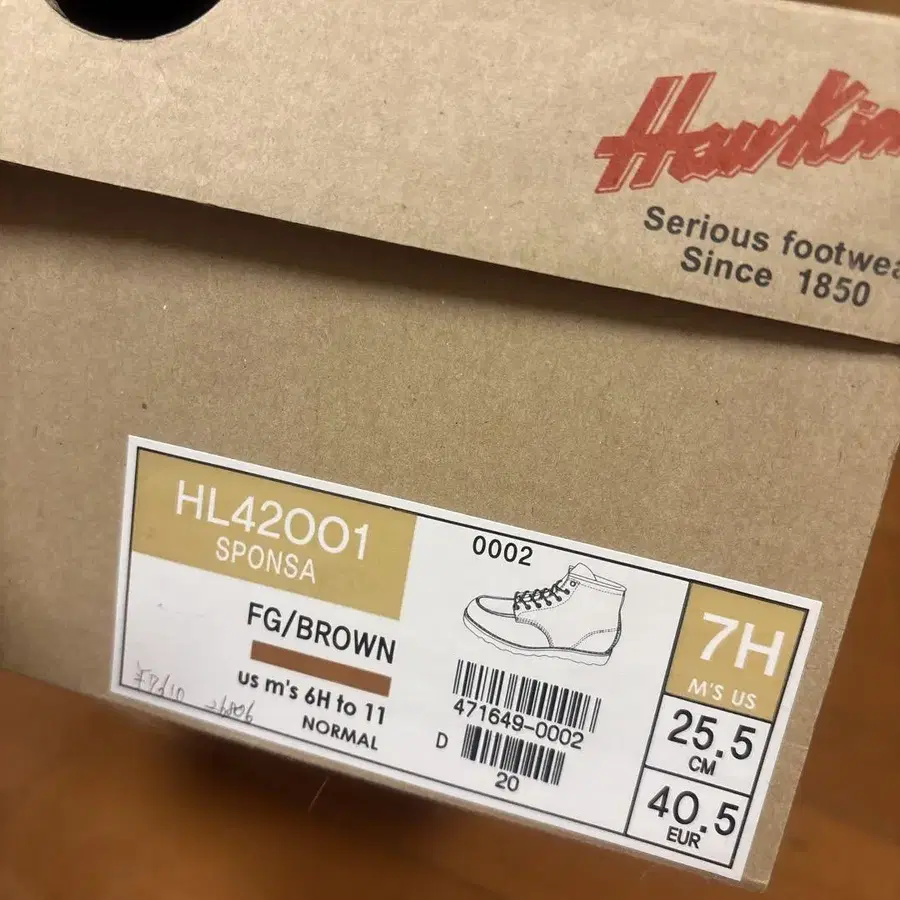 Hawkin
Serious footwea
Since 1850
HL42001
SPONSA
FG/BROWN
us m's 6H to 11
NORMAL
0002
471649-0002
D
20
7H
M'S US
25.5
CM
40.5
EUR